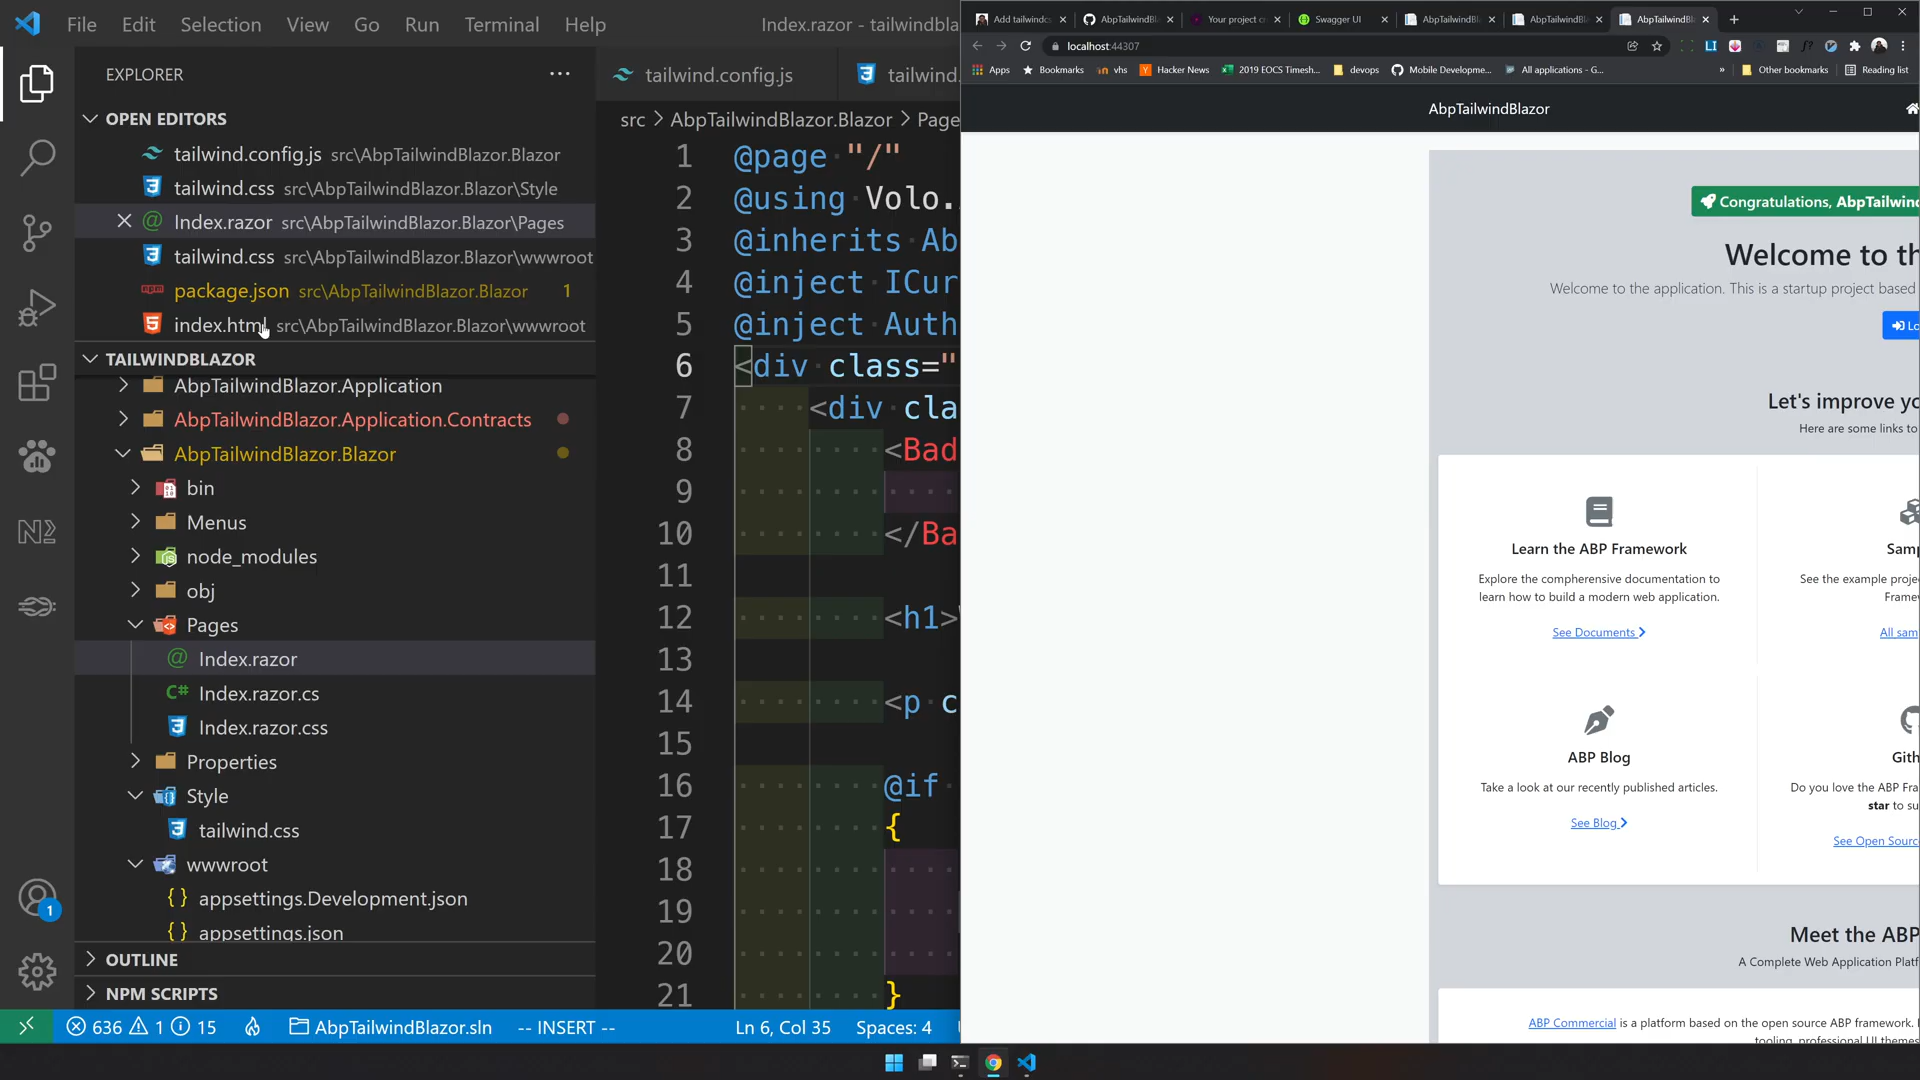 File Edit Selection View Go Run Terminal Help
Index.razor - tailwindbla
EXPLORER
OPEN EDITORS
tailwind.config.js src\AbpTailwindBlazor.Blazor
tailwind.css src\AbpTailwindBlazor.Blazor\Style
Index.razor src\AbpTailwindBlazor.Blazor\Pages
tailwind.css src\AbpTailwindBlazor.Blazor\wwwroot
package.json src\AbpTailwindBlazor.Blazor 1
index.html src\AbpTailwindBlazor.Blazor\wwwroot
TAILWINDBLAZOR
AbpTailwindBlazor.Application
AbpTailwindBlazor.Application.Contracts
AbpTailwindBlazor.Blazor
bin
Menus
node_modules
obj
Pages
Index.razor
Index.razor.cs
Index.razor.css
Properties
Style
tailwind.css
wwwroot
appsettings.Development.json
appsettings.json
OUTLINE
NPM SCRIPTS
1
tailwind.config.js tailwind.
src > AbpTailwindBlazor.Blazor > Page
1 @page "/"
2 @using Volo.
3 @inherits Ab
4 @inject ICur
5 @inject Auth
6 <div class="
7 <div cla
8 <Bad
9
10 </Ba
11
12 <h1>
13
14 <p c
15
16 @if
17 {
18
19
20
21 }
636 1 15 AbpTailwindBlazor.sln -- INSERT -- Ln 6, Col 35 Spaces: 4
Add tailwindc AbpTailwindBl Your project cr Swagger UI AbpTailwindBl AbpTailwindBl AbpTailwindBl
localhost:44307
Apps Bookmarks vhs Hacker News 2019 EOCS Timesh... devops Mobile Developme... All applications - G... » Other bookmarks Reading list
AbpTailwindBlazor
Congratulations, AbpTailwind
Welcome to th
Welcome to the application. This is a startup project based
Lo
Let's improve yo
Here are some links to
Learn the ABP Framework
Explore the compherensive documentation to
learn how to build a modern web application.
See Documents
Samp
See the example proje
Frame
All sam
ABP Blog
Take a look at our recently published articles.
See Blog
Gith
Do you love the ABP Fra
star to su
See Open Sourc
Meet the ABP
A Complete Web Application Platf
ABP Commercial is a platform based on the open source ABP framework.
tooling, professional UI themes